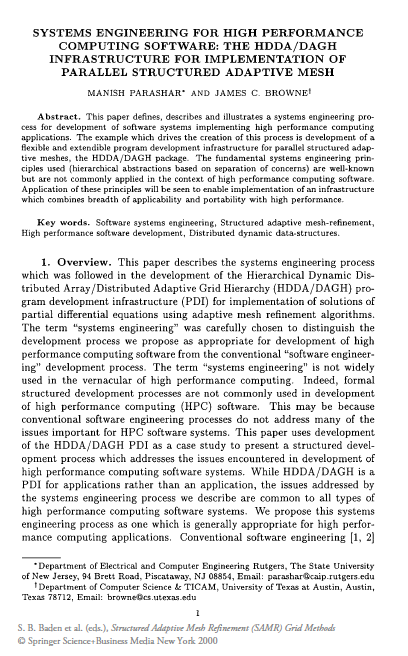 SYSTEMS ENGINEERING FOR HIGH PERFORMANCE
COMPUTING SOFTWARE: THE HDDA/DAGH
INFRASTRUCTURE FOR IMPLEMENTATION OF
PARALLEL STRUCTURED ADAPTIVE MESH
MANISH PARASHAR* AND JAMES C. BROWNE†
Abstract. This paper defines, describes and illustrates a systems engineering pro-
cess for development of software systems implementing high performance computing
applications. The example which drives the creation of this process is development of a
flexible and extendible program development infrastructure for parallel structured adap-
tive meshes, the HDDA/DAGH package. The fundamental systems engineering prin-
ciples used (hierarchical abstractions based on separation of concerns) are well-known
but are not commonly applied in the context of high performance computing software.
Application of these principles will be seen to enable implementation of an infrastructure
which combines breadth of applicability and portability with high performance.
Key words. Software systems engineering, Structured adaptive mesh-refinement,
High performance software development, Distributed dynamic data-structures.
1. Overview. This paper describes the systems engineering process
which was followed in the development of the Hierarchical Dynamic Dis-
tributed Array/Distributed Adaptive Grid Hierarchy (HDDA/DAGH) pro-
gram development infrastructure (PDI) for implementation of solutions of
partial differential equations using adaptive mesh refinement algorithms.
The term “systems engineering” was carefully chosen to distinguish the
development process we propose as appropriate for development of high
performance computing software from the conventional “software engineer-
ing” development process. The term “systems engineering” is not widely
used in the vernacular of high performance computing. Indeed, formal
structured development processes are not commonly used in development
of high performance computing (HPC) software. This may be because
conventional software engineering processes do not address many of the
issues important for HPC software systems. This paper uses development
of the HDDA/DAGH PDI as a case study to present a structured devel-
opment process which addresses the issues encountered in development of
high performance computing software systems. While HDDA/DAGH is a
PDI for applications rather than an application, the issues addressed by
the systems engineering process we describe are common to all types of
high performance computing software systems. We propose this systems
engineering process as one which is generally appropriate for high perfor-
mance computing applications. Conventional software engineering [1, 2]
*Department of Electrical and Computer Engineering Rutgers, The State University
of New Jersey, 94 Brett Road, Piscataway, NJ 08854, Email: parashar@caip.rutgers.edu
†Department of Computer Science & TICAM, University of Texas at Austin, Austin,
Texas 78712, Email: browne@cs.utexas.edu
1
S. B. Baden et al. (eds.), Structured Adaptive Mesh Refinement (SAMR) Grid Methods
© Springer Science+Business Media New York 2000